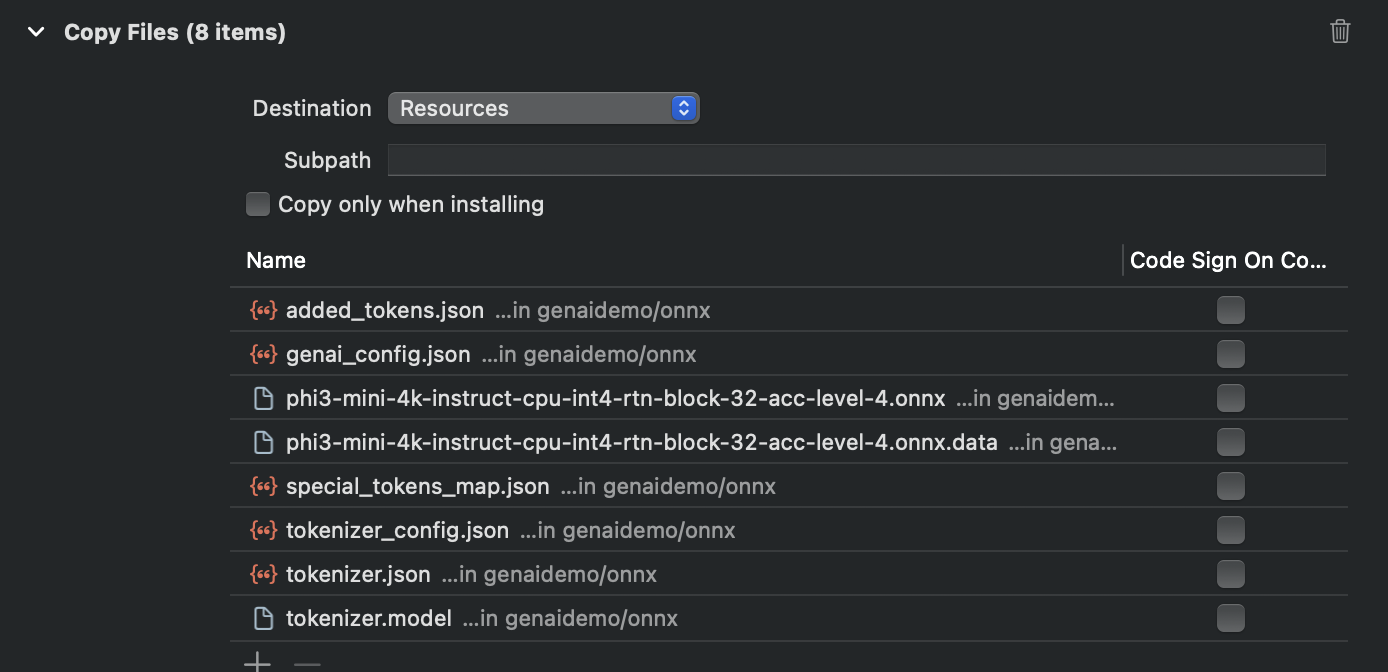 Copy Files (8 items)
Destination Resources
Subpath
Copy only when installing
Name Code Sign On Co...
added_tokens.json ...in genaidemo/onnx
genai_config.json ...in genaidemo/onnx
phi3-mini-4k-instruct-cpu-int4-rtn-block-32-acc-level-4.onnx ...in genaidem...
phi3-mini-4k-instruct-cpu-int4-rtn-block-32-acc-level-4.onnx.data ...in gena...
special_tokens_map.json ...in genaidemo/onnx
tokenizer_config.json ...in genaidemo/onnx
tokenizer.json ...in genaidemo/onnx
tokenizer.model ...in genaidemo/onnx